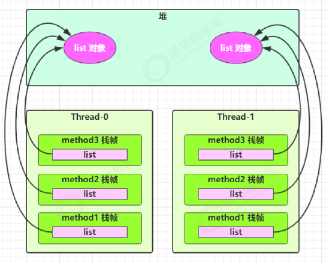 堆
list 对象
list 对象
Thread-0
Thread-1
method3 栈帧
list
method3 栈帧
list
method2 栈帧
list
method2 栈帧
list
method1 栈帧
list
method1 栈帧
list